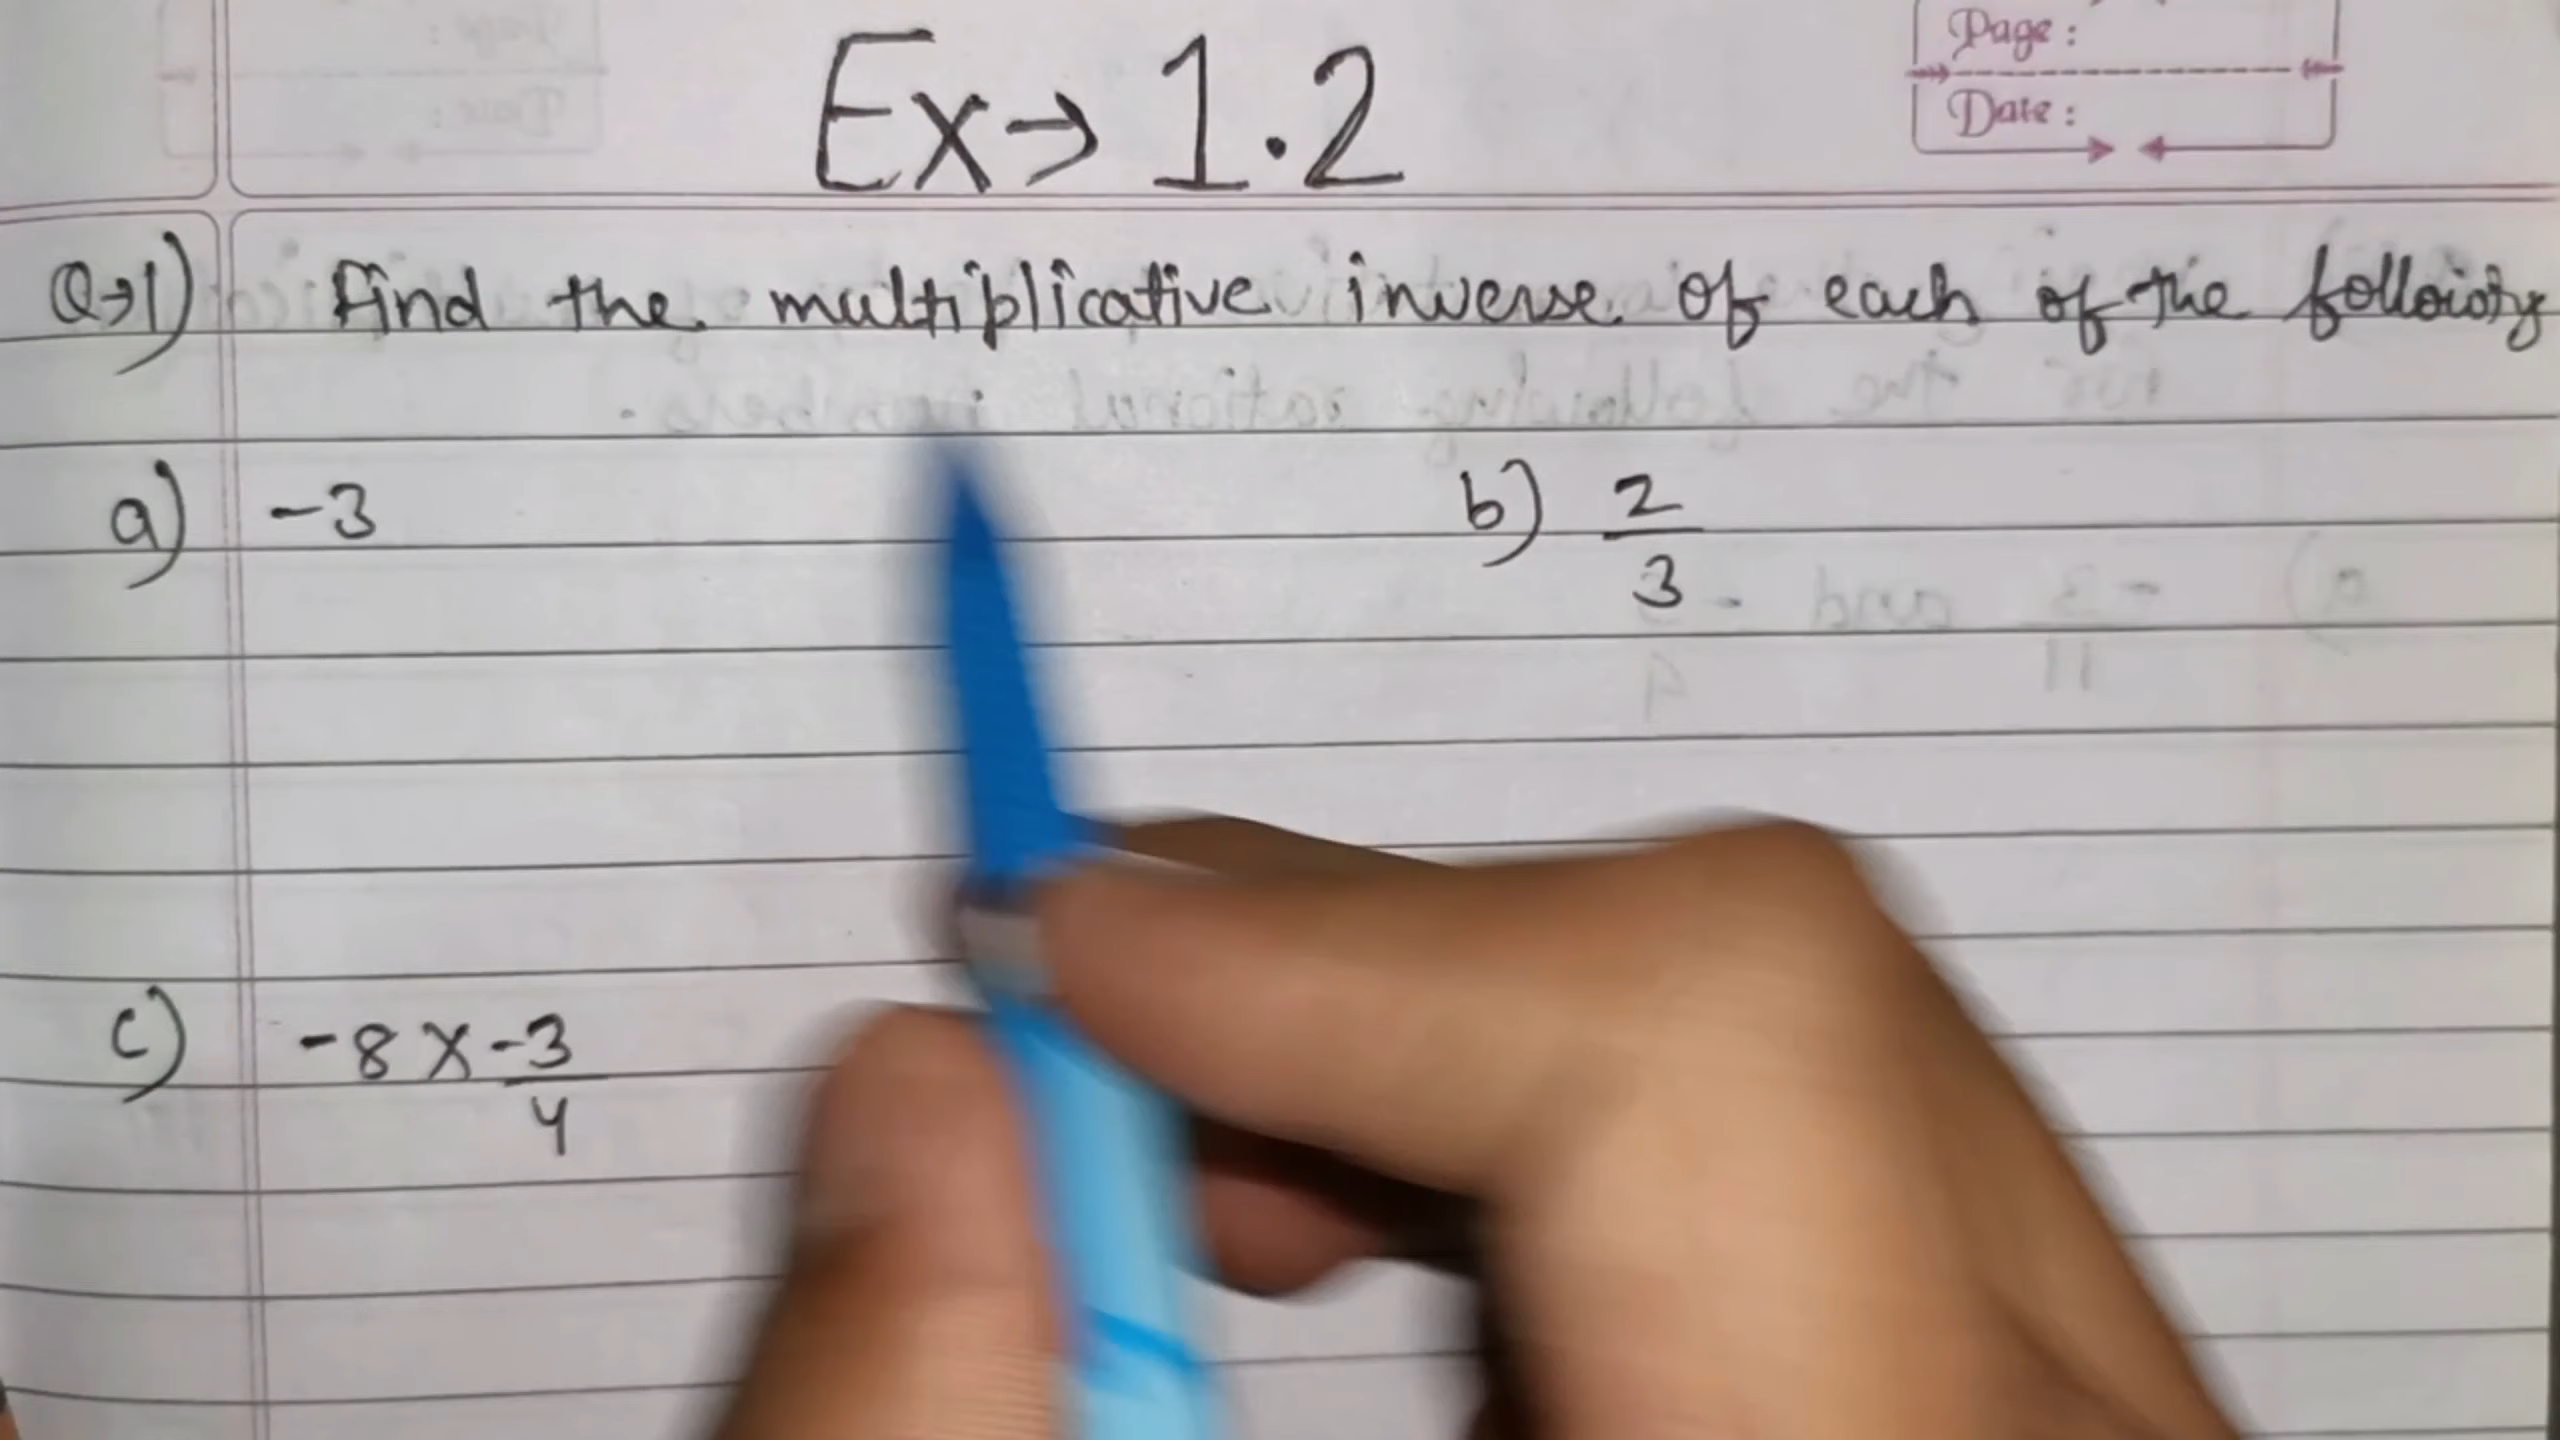 Page :
Date :
Ex→ 1.2
Q→1) Find the multiplicative inverse of each of the folloioity
a) -3
b) 2/3
c) -8 x -3/4